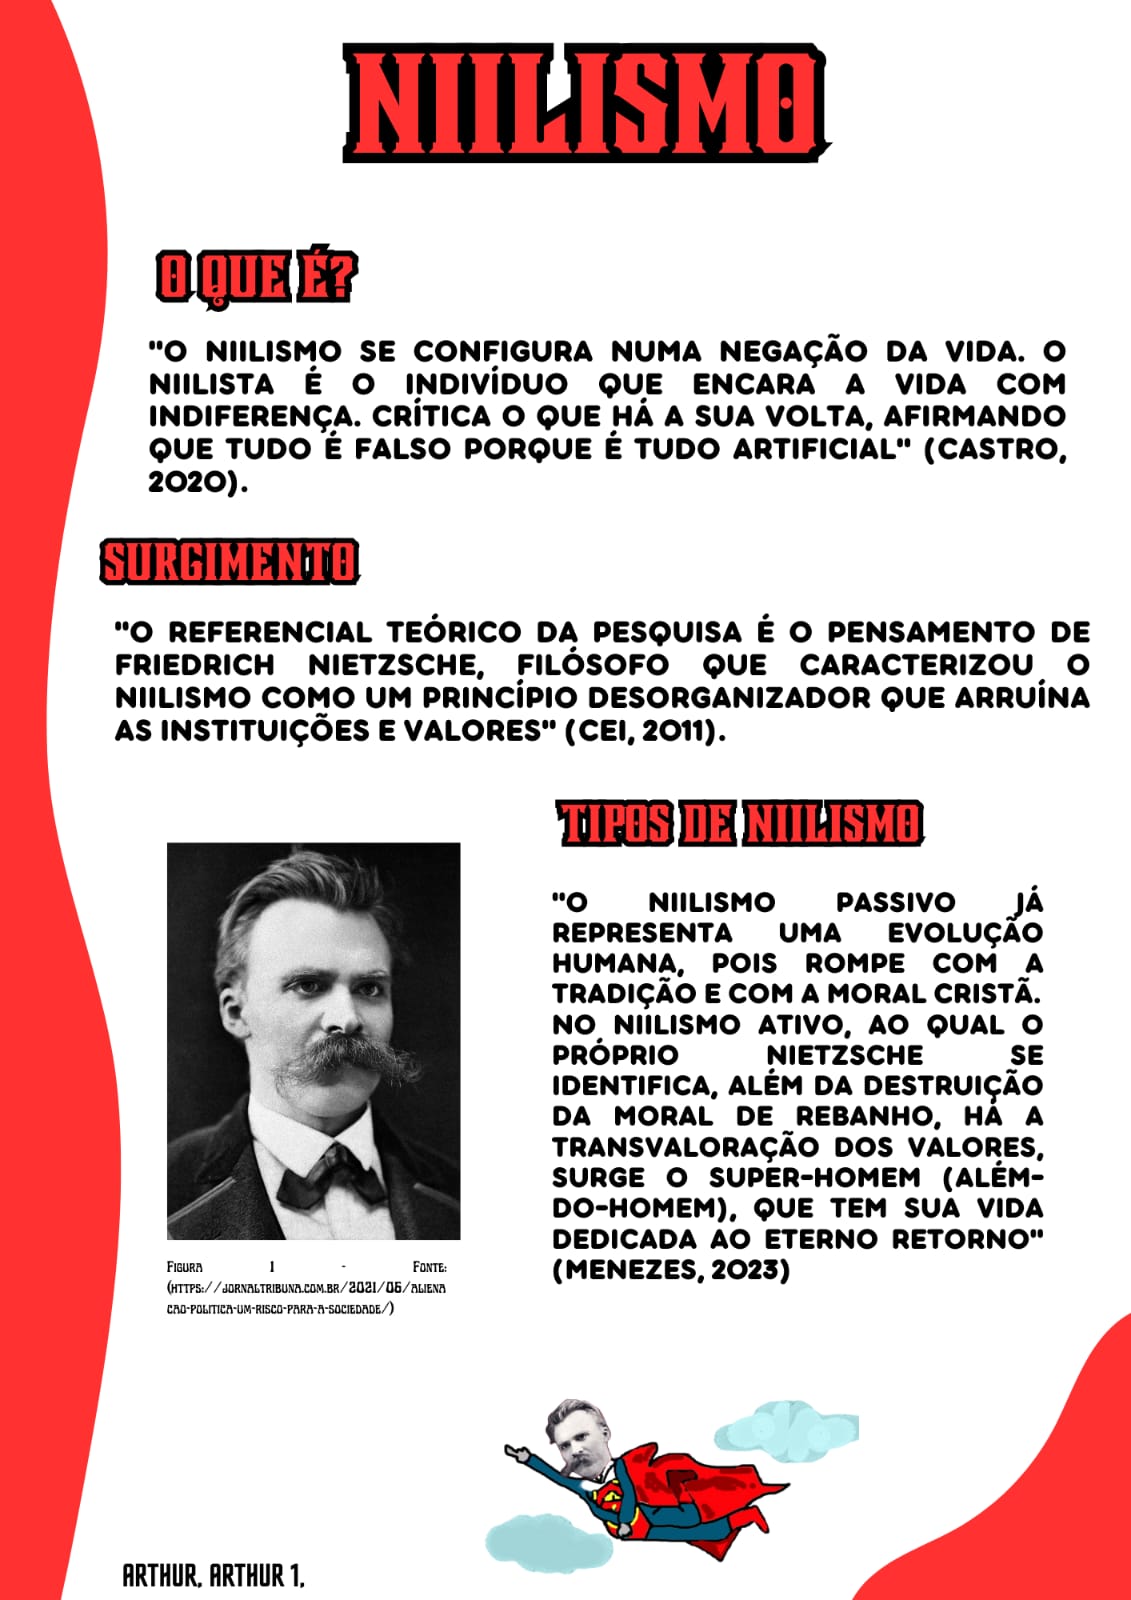 NIILISMO
O QUE É?
"O NIILISMO SE CONFIGURA NUMA NEGAÇÃO DA VIDA. O
NIILISTA É O INDIVÍDUO QUE ENCARA A VIDA COM
INDIFERENÇA. CRÍTICA O QUE HÁ A SUA VOLTA, AFIRMANDO
QUE TUDO É FALSO PORQUE É TUDO ARTIFICIAL" (CASTRO,
2020).
SURGIMENTO
"O REFERENCIAL TEÓRICO DA PESQUISA É O PENSAMENTO DE
FRIEDRICH NIETZSCHE, FILÓSOFO QUE CARACTERIZOU O
NIILISMO COMO UM PRINCÍPIO DESORGANIZADOR QUE ARRUÍNA
AS INSTITUIÇÕES E VALORES" (CEI, 2011).
TIPOS DE NIILISMO
"O NIILISMO PASSIVO JÁ
REPRESENTA UMA EVOLUÇÃO
HUMANA, POIS ROMPE COM A
TRADIÇÃO E COM A MORAL CRISTÃ.
NO NIILISMO ATIVO, AO QUAL O
PRÓPRIO NIETZSCHE SE
IDENTIFICA, ALÉM DA DESTRUIÇÃO
DA MORAL DE REBANHO, HÁ A
TRANSVALORAÇÃO DOS VALORES,
SURGE O SUPER-HOMEM (ALÉM-
DO-HOMEM), QUE TEM SUA VIDA
DEDICADA AO ETERNO RETORNO"
(MENEZES, 2023)
Figura 1 - Fonte:
(https://jornaltribuna.com.br/2021/06/aliena
cao-politica-um-risco-para-a-sociedade/)
ARTHUR, ARTHUR 1,